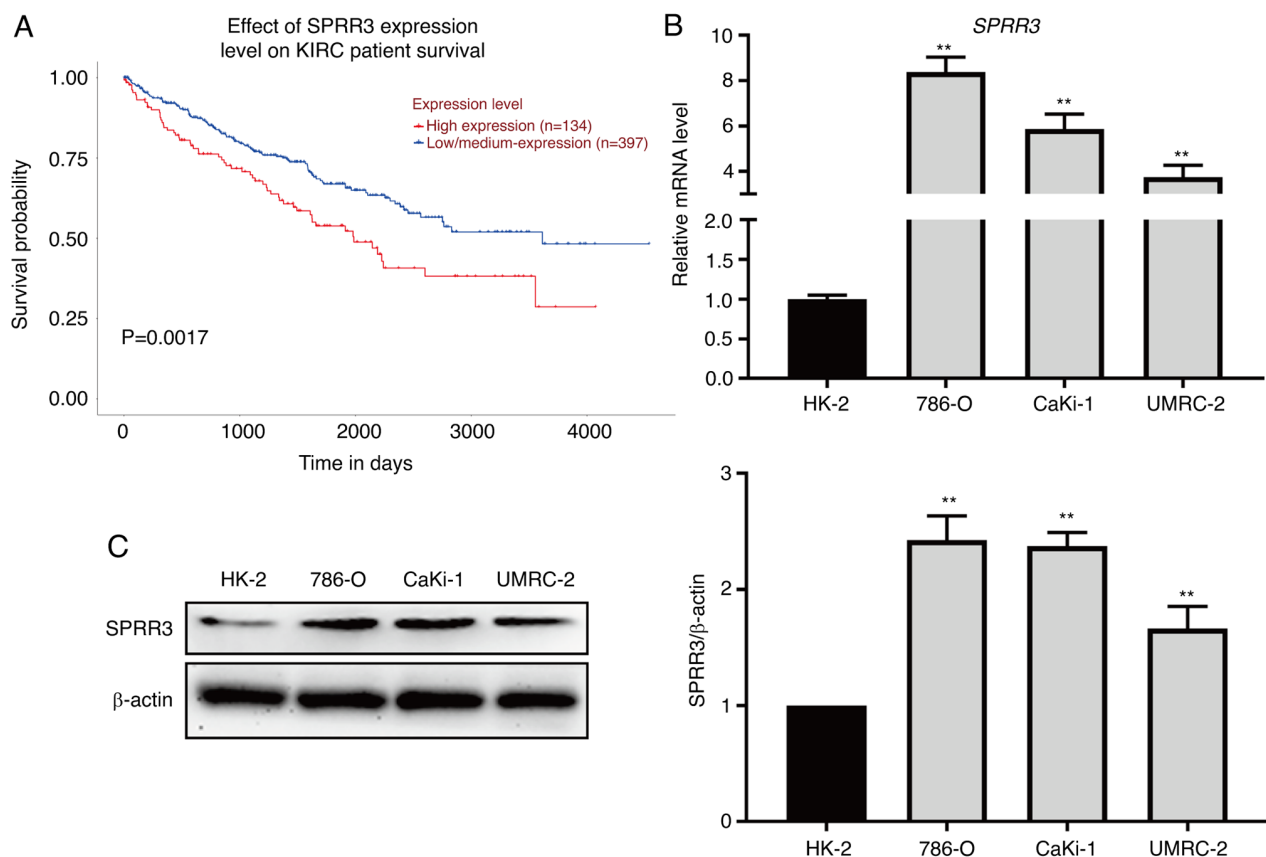 A
Effect of SPRR3 expression
level on KIRC patient survival
Survival probability
1.00
0.75
0.50
0.25
0.00
Expression level
High expression (n=134)
Low/medium-expression (n=397)
P=0.0017
0 1000 2000 3000 4000
Time in days
B
SPRR3
Relative mRNA level
10
8
6
4
2.0
1.0
0.5
0.0
** ** **
HK-2 786-O CaKi-1 UMRC-2
C
HK-2 786-O CaKi-1 UMRC-2
SPRR3
β-actin
SPRR3/β-actin
3
2
1
0
** ** **
HK-2 786-O CaKi-1 UMRC-2